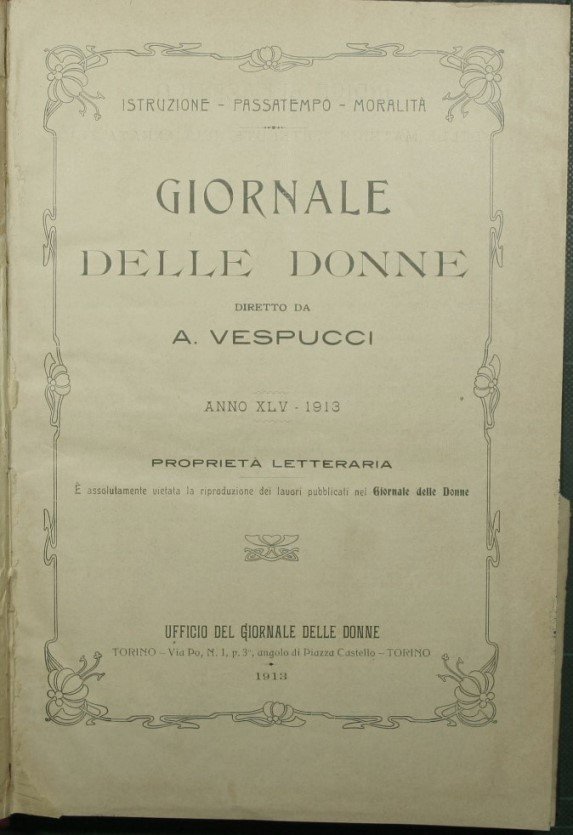 ISTRUZIONE - PASSATEMPO - MORALITÀ
GIORNALE
DELLE DONNE
DIRETTO DA
A. VESPUCCI
ANNO XLV - 1913
PROPRIETÀ LETTERARIA
È assolutamente vietata la riproduzione dei lavori pubblicati nel Giornale delle Donne
UFFICIO DEL GIORNALE DELLE DONNE
TORINO – Via Po, N. 1, p. 3°, angolo di Piazza Castello – TORINO
1913